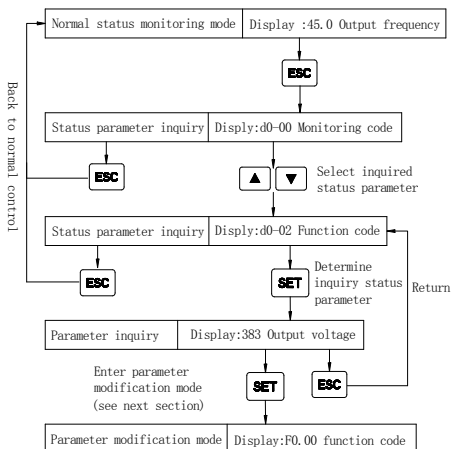 Normal status monitoring mode
Display :45.0 Output frequency
ESC
Back to normal control
Status parameter inquiry
Disply:d0-00 Monitoring code
ESC
▲ ▼
Select inquired
status parameter
Status parameter inquiry
Disply:d0-02 Function code
ESC
SET
Determine
inquiry status
parameter
Return
Parameter inquiry
Display:383 Output voltage
Enter parameter
modification mode
(see next section)
SET
ESC
Parameter modification mode
Display:F0.00 function code